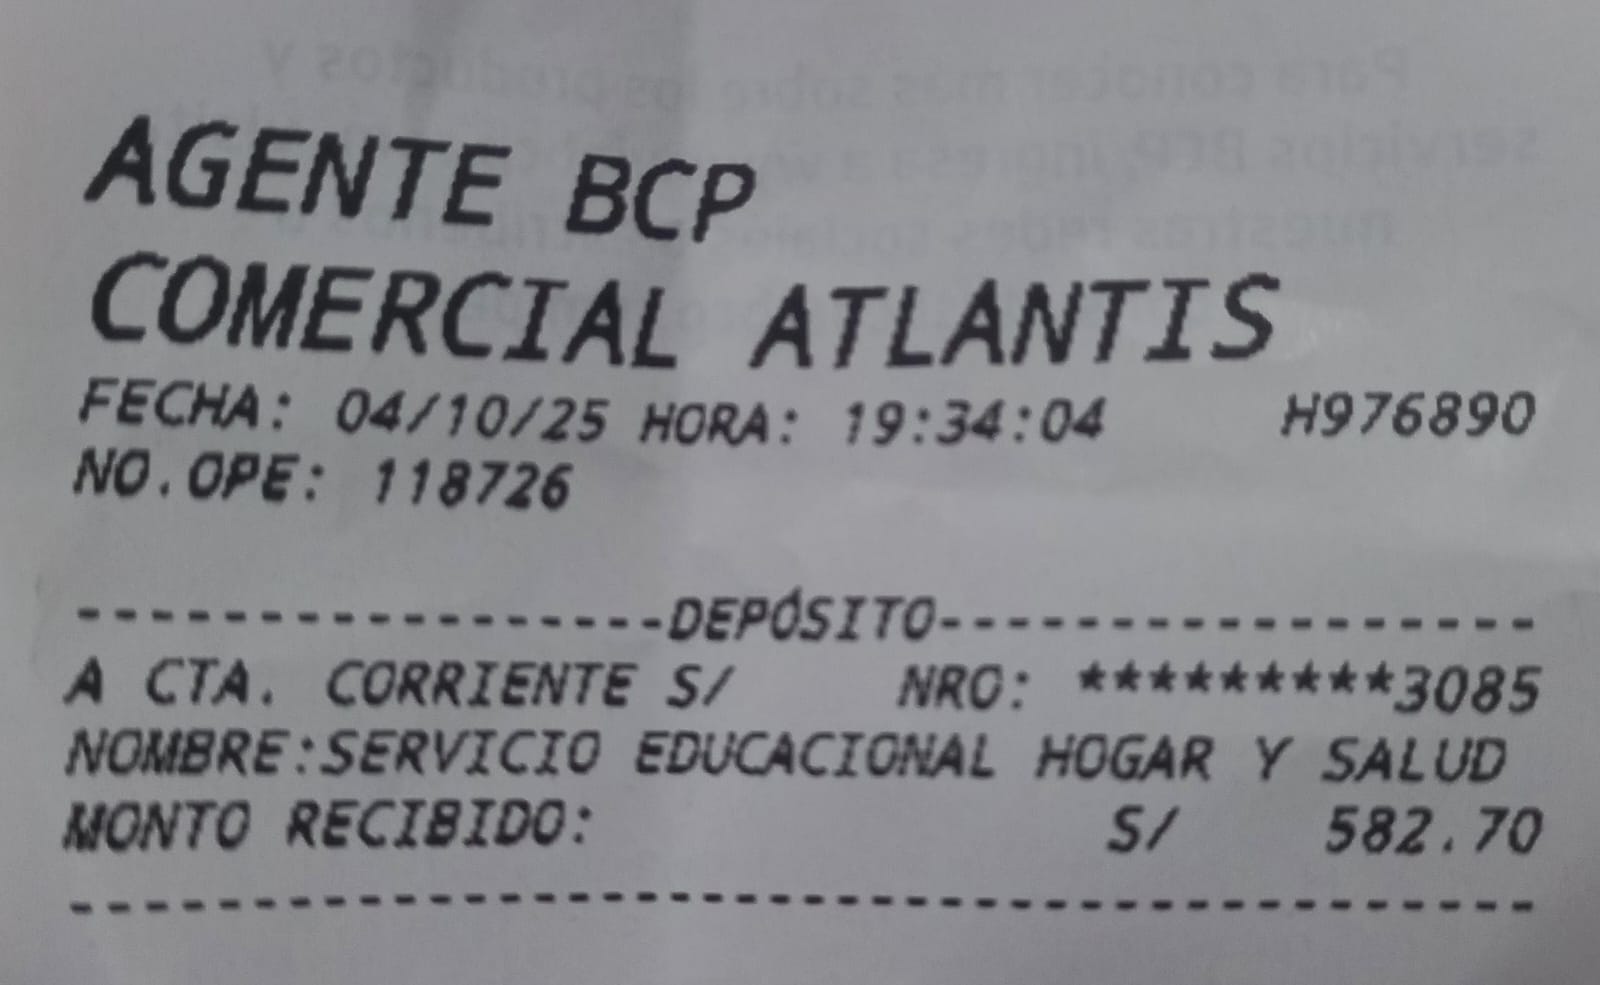 AGENTE BCP
COMERCIAL ATLANTIS
FECHA: 04/10/25 HORA: 19:34:04 H976890
NO.OPE: 118726
------------------DEPÓSITO------------------
A CTA. CORRIENTE S/ NRO: *********3085
NOMBRE:SERVICIO EDUCACIONAL HOGAR Y SALUD
MONTO RECIBIDO: S/ 582.70
----------------------------------------